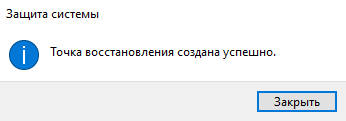 Защита системы
Точка восстановления создана успешно.
Закрыть